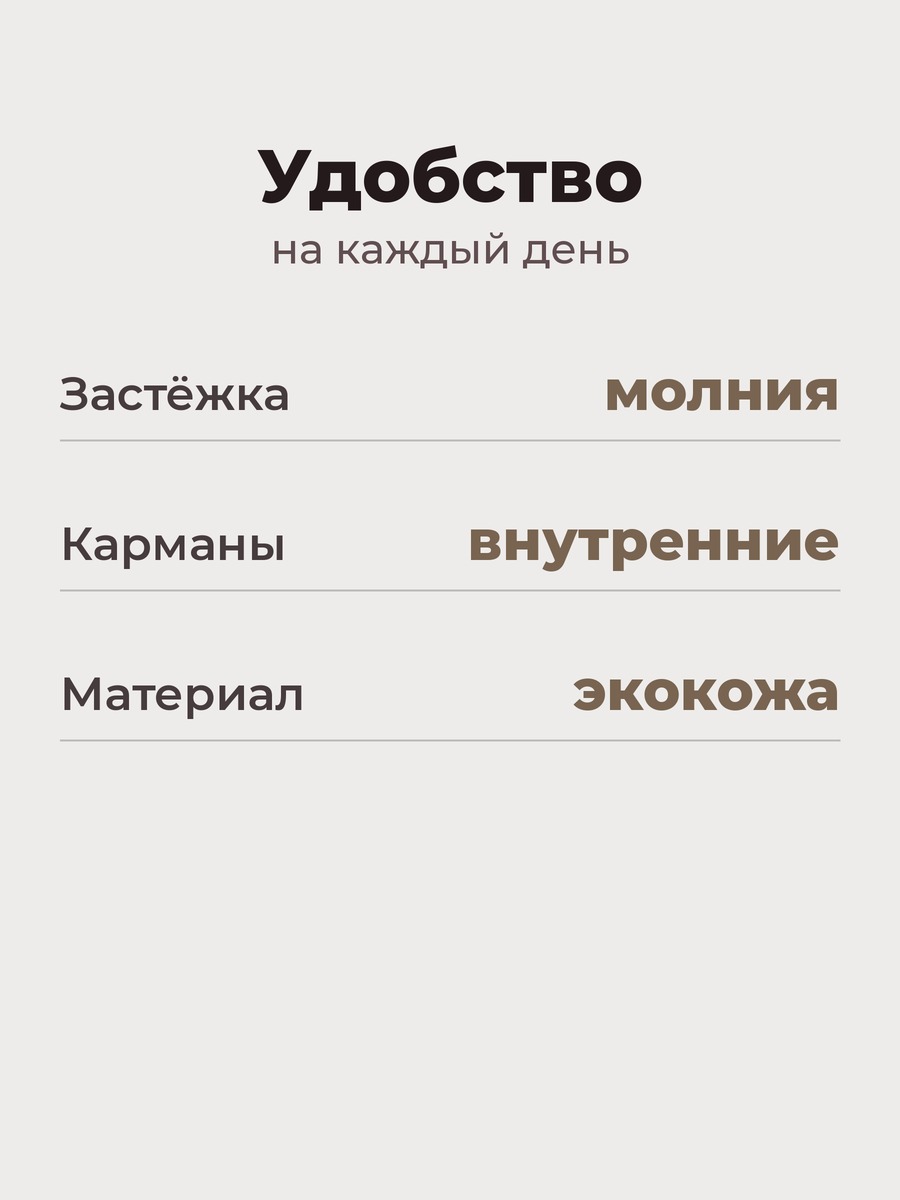 Удобство
на каждый день
Застёжка молния
Карманы внутренние
Материал экокожа